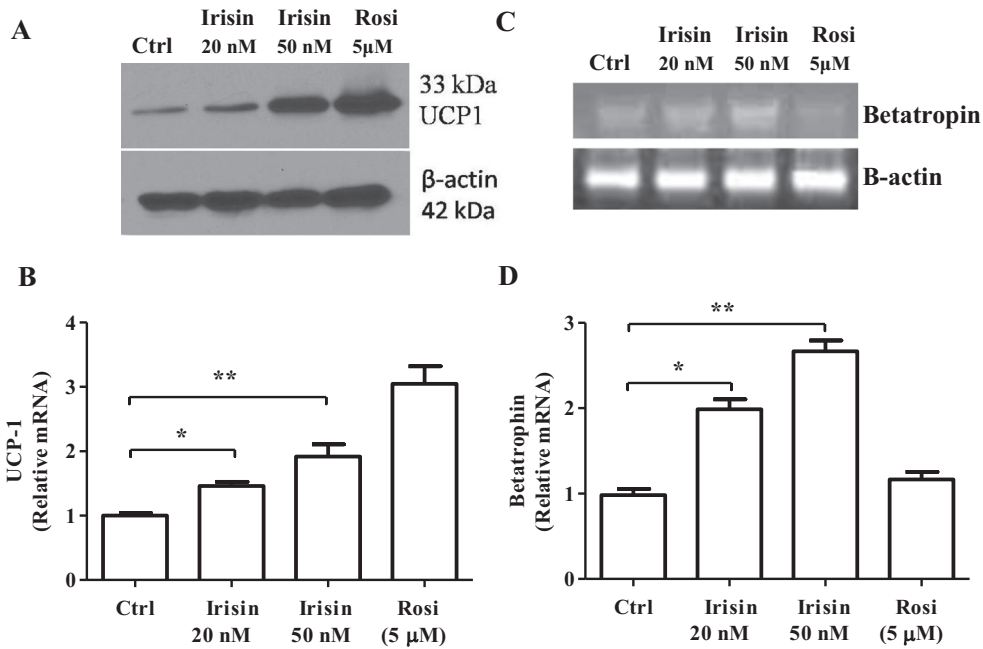 A
Ctrl
Irisin
20 nM
Irisin
50 nM
Rosi
5µM
33 kDa
UCP1
β-actin
42 kDa
C
Ctrl
Irisin
20 nM
Irisin
50 nM
Rosi
5µM
Betatropin
B-actin
B
UCP-1
(Relative mRNA)
4
3
2
1
0
*
**
Ctrl
Irisin
20 nM
Irisin
50 nM
Rosi
(5 µM)
D
Betatrophin
(Relative mRNA)
3
2
1
0
*
**
Ctrl
Irisin
20 nM
Irisin
50 nM
Rosi
(5 µM)